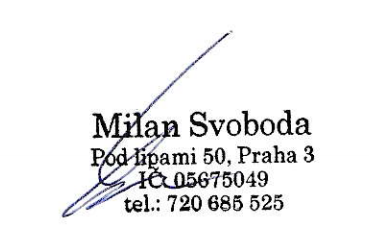 Milan Svoboda
Pod lipami 50, Praha 3
IČ 05675049
tel.: 720 685 525